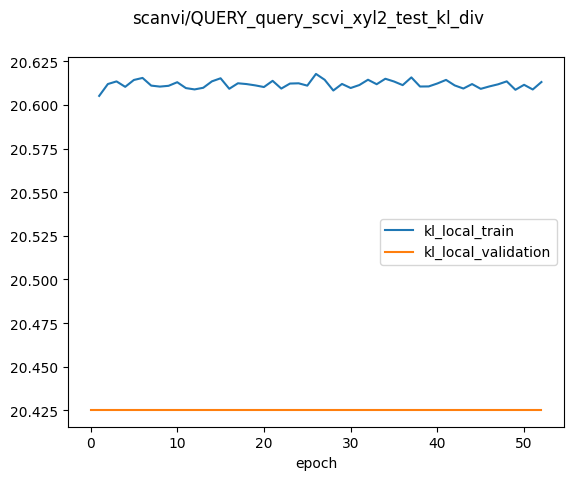 scanvi/QUERY_query_scvi_xyl2_test_kl_div
20.625
20.600
20.575
20.550
20.525
20.500
20.475
20.450
20.425
kl_local_train
kl_local_validation
0 10 20 30 40 50
epoch